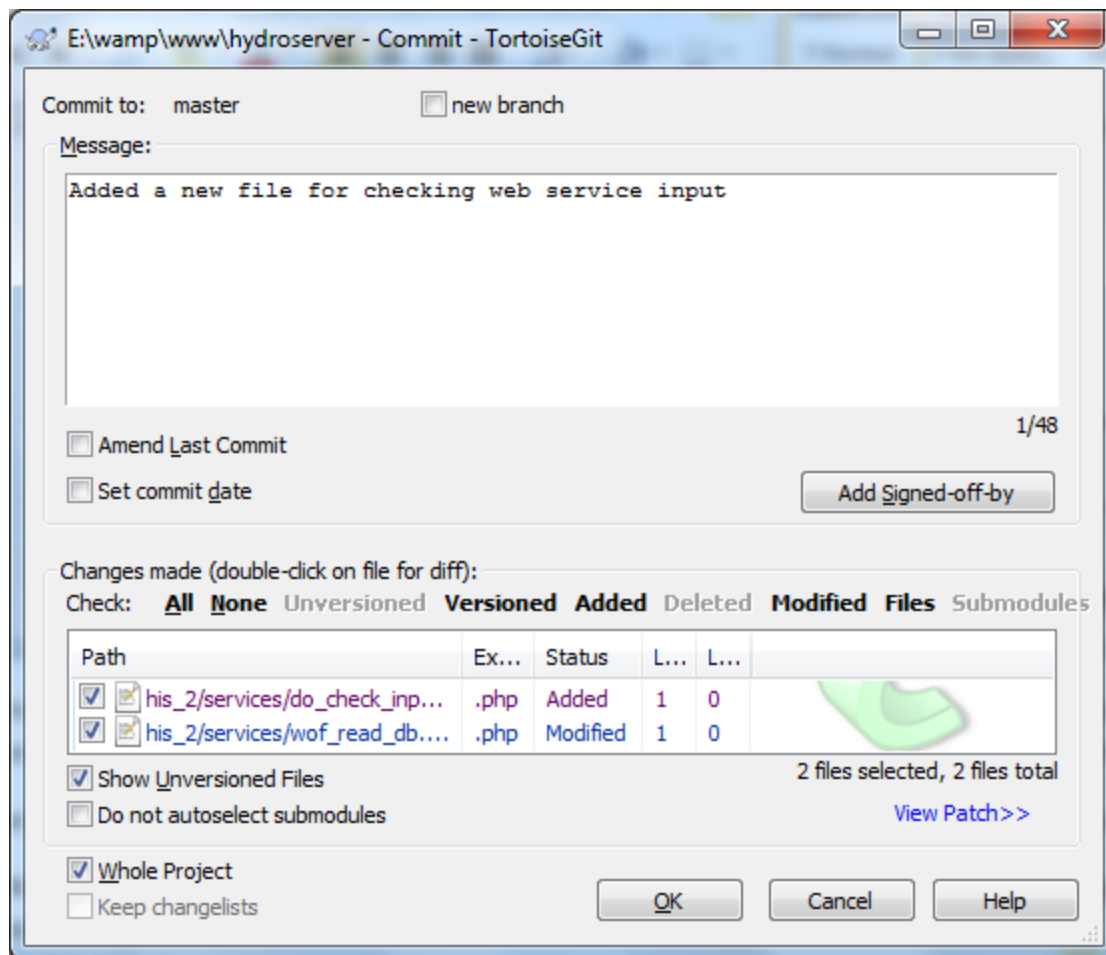 E:\wamp\www\hydroserver - Commit - TortoiseGit
Commit to: master new branch
Message:
Added a new file for checking web service input
1/48
Amend Last Commit
Set commit date Add Signed-off-by
Changes made (double-click on file for diff):
Check: All None Unversioned Versioned Added Deleted Modified Files Submodules
Path Ex... Status L... L...
his_2/services/do_check_inp... .php Added 1 0
his_2/services/wof_read_db.... .php Modified 1 0
Show Unversioned Files 2 files selected, 2 files total
Do not autoselect submodules View Patch>>
Whole Project
Keep changelists OK Cancel Help